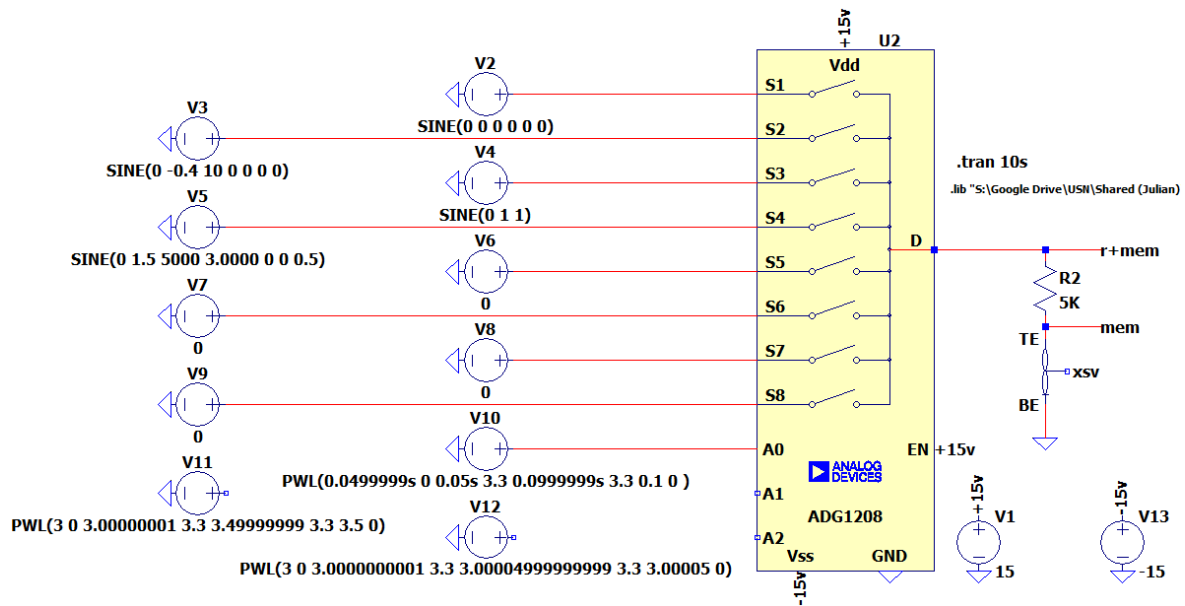 +15v
U2
V2
Vdd
S1
V3
SINE(0 0 0 0 0 0)
S2
SINE(0 -0.4 10 0 0 0 0)
V4
S3
.tran 10s
.lib "S:\Google Drive\USN\Shared (Julian)
V5
SINE(0 1 1)
S4
D
r+mem
SINE(0 1.5 5000 3.0000 0 0 0.5)
V6
S5
R2
5K
V7
0
S6
mem
TE
0
V8
S7
xsv
V9
0
S8
BE
0
V10
A0
EN +15v
V11
PWL(0.0499999s 0 0.05s 3.3 0.0999999s 3.3 0.1 0 )
ANALOG
DEVICES
A1
+15v
-15v
PWL(3 0 3.00000001 3.3 3.49999999 3.3 3.5 0)
V12
ADG1208
V1
V13
A2
PWL(3 0 3.0000000001 3.3 3.00004999999999 3.3 3.00005 0)
Vss
GND
15
-15
-15v